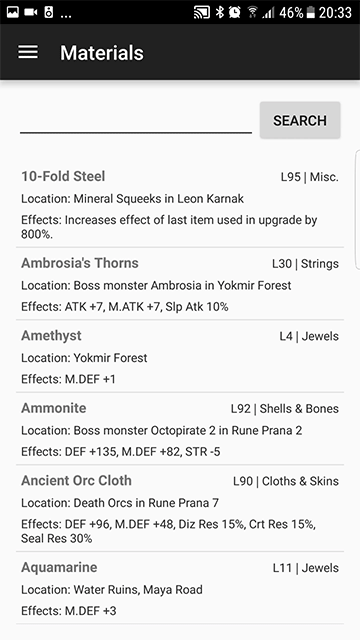 ... 46% 20:33
Materials
SEARCH
10-Fold Steel L95 | Misc.
Location: Mineral Squeeks in Leon Karnak
Effects: Increases effect of last item used in upgrade by
800%.
Ambrosia's Thorns L30 | Strings
Location: Boss monster Ambrosia in Yokmir Forest
Effects: ATK +7, M.ATK +7, Slp Atk 10%
Amethyst L4 | Jewels
Location: Yokmir Forest
Effects: M.DEF +1
Ammonite L92 | Shells & Bones
Location: Boss monster Octopirate 2 in Rune Prana 2
Effects: DEF +135, M.DEF +82, STR -5
Ancient Orc Cloth L90 | Cloths & Skins
Location: Death Orcs in Rune Prana 7
Effects: DEF +96, M.DEF +48, Diz Res 15%, Crt Res 15%,
Seal Res 30%
Aquamarine L11 | Jewels
Location: Water Ruins, Maya Road
Effects: M.DEF +3